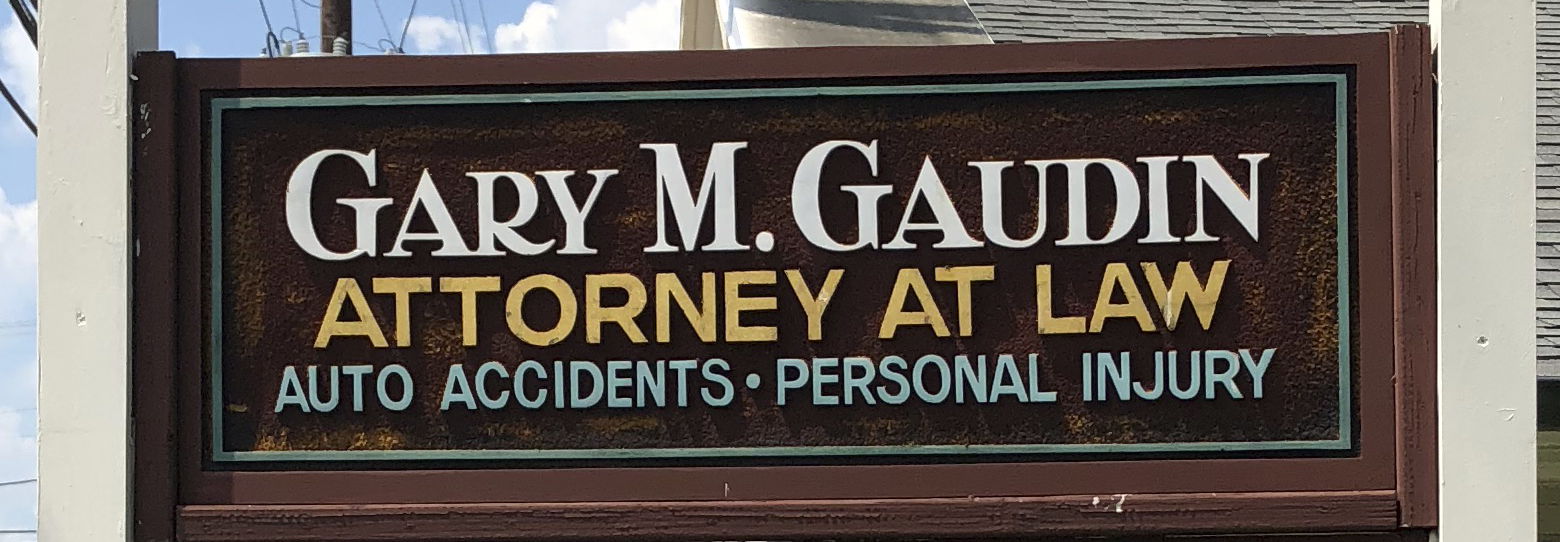 GARY M. GAUDIN
ATTORNEY AT LAW
AUTO ACCIDENTS • PERSONAL INJURY